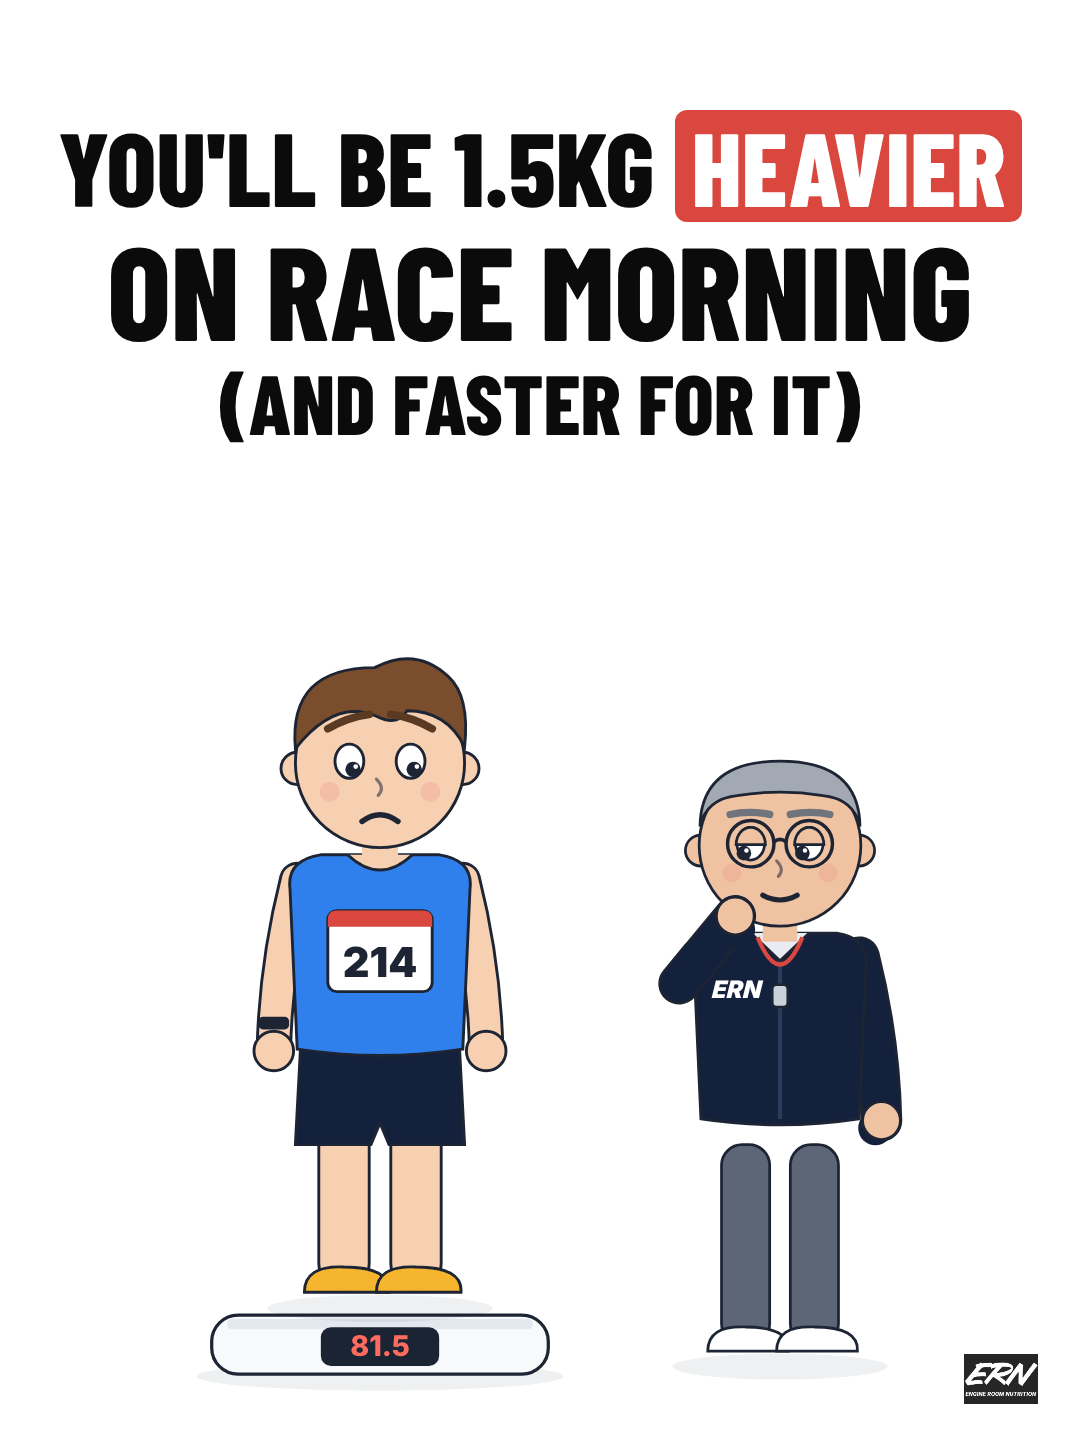 YOU'LL BE 1.5KG HEAVIER
ON RACE MORNING
(AND FASTER FOR IT)
214
ERN
81.5
ERN
ENGINE ROOM NUTRITION